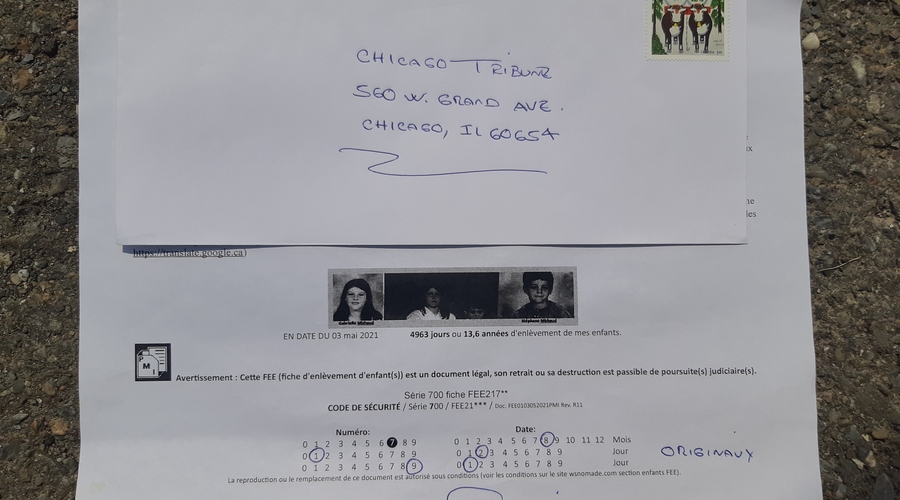 CHICAGO TRIBUNE
560 W. GRAND AVE.
CHICAGO, IL 60654
https://translate.google.ca)
Gabrielle Michaud
Stéphane Michaud
EN DATE DU 03 mai 2021 4963 jours ou 13,6 années d'enlèvement de mes enfants.
P
M I
Avertissement : Cette FEE (fiche d'enlèvement d'enfant(s)) est un document légal, son retrait ou sa destruction est passible de poursuite(s) judiciaire(s).
Série 700 fiche FEE217**
CODE DE SÉCURITÉ / Série 700 / FEE21*** / Doc. FEE0103052021PMI Rev. R11
Numéro: Date:
0 1 2 3 4 5 6 7 8 9 0 1 2 3 4 5 6 7 8 9 10 11 12 Mois
0 1 2 3 4 5 6 7 8 9 0 1 2 3 4 5 6 7 8 9 Jour ORIGINAUX
0 1 2 3 4 5 6 7 8 9 0 1 2 3 4 5 6 7 8 9 Jour
La reproduction ou le remplacement de ce document est autorisé sous conditions (voir les conditions sur le site wsnomade.com section enfants FEE).